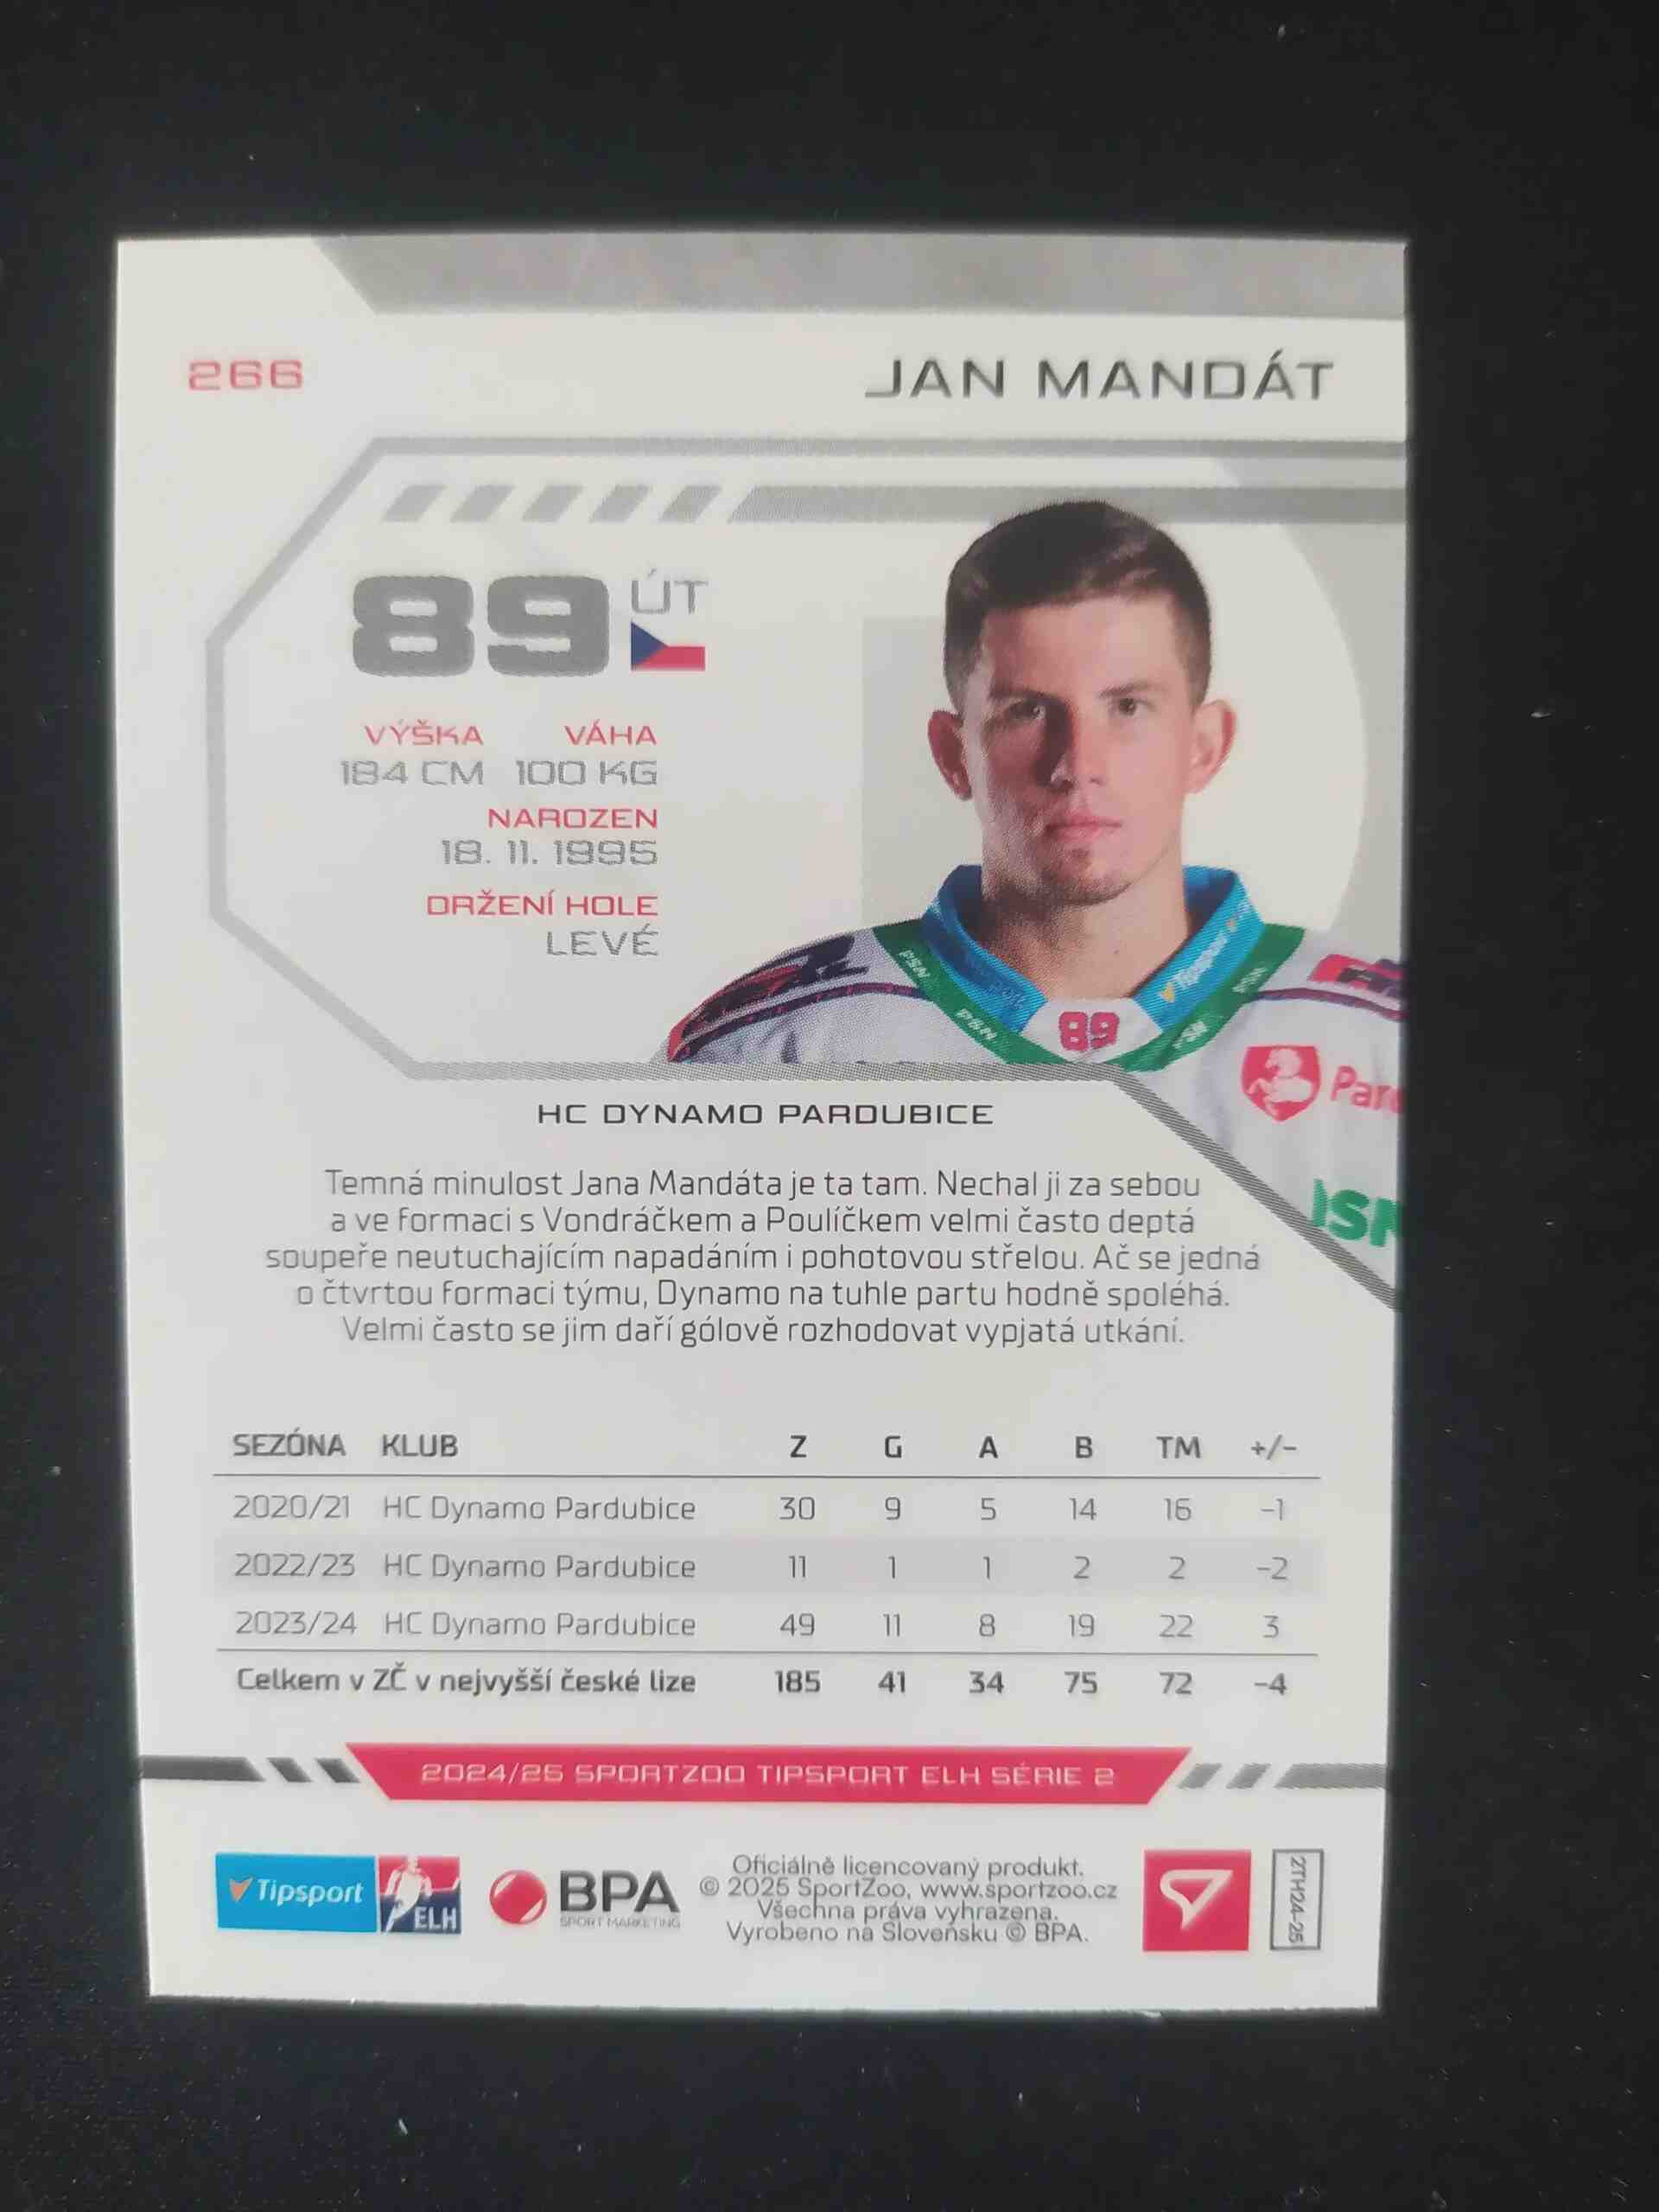 266
JAN MANDÁT
89 ÚT
VÝŠKA VÁHA
184 CM 100 KG
NAROZEN
18. 11. 1995
DRŽENÍ HOLE
LEVÉ
PSN
PSN
Tipsport
PSN
PSN
89
HC DYNAMO PARDUBICE
Temná minulost Jana Mandáta je ta tam. Nechal ji za sebou
a ve formaci s Vondráčkem a Poulíčkem velmi často deptá
soupeře neutuchajícím napadáním i pohotovou střelou. Ač se jedná
o čtvrtou formaci týmu, Dynamo na tuhle partu hodně spoléhá.
Velmi často se jim daří gólově rozhodovat vypjatá utkání.
SEZÓNA KLUB Z G A B TM +/-
2020/21 HC Dynamo Pardubice 30 9 5 14 16 -1
2022/23 HC Dynamo Pardubice 11 1 1 2 2 -2
2023/24 HC Dynamo Pardubice 49 11 8 19 22 3
Celkem v ZČ v nejvyšší české lize 185 41 34 75 72 -4
2024/25 SPORTZOO TIPSPORT ELH SÉRIE 2
Tipsport ELH
BPA
SPORT MARKETING
Oficiálně licencovaný produkt.
© 2025 SportZoo, www.sportzoo.cz
Všechna práva vyhrazena.
Vyrobeno na Slovensku © BPA.
2TH24-25